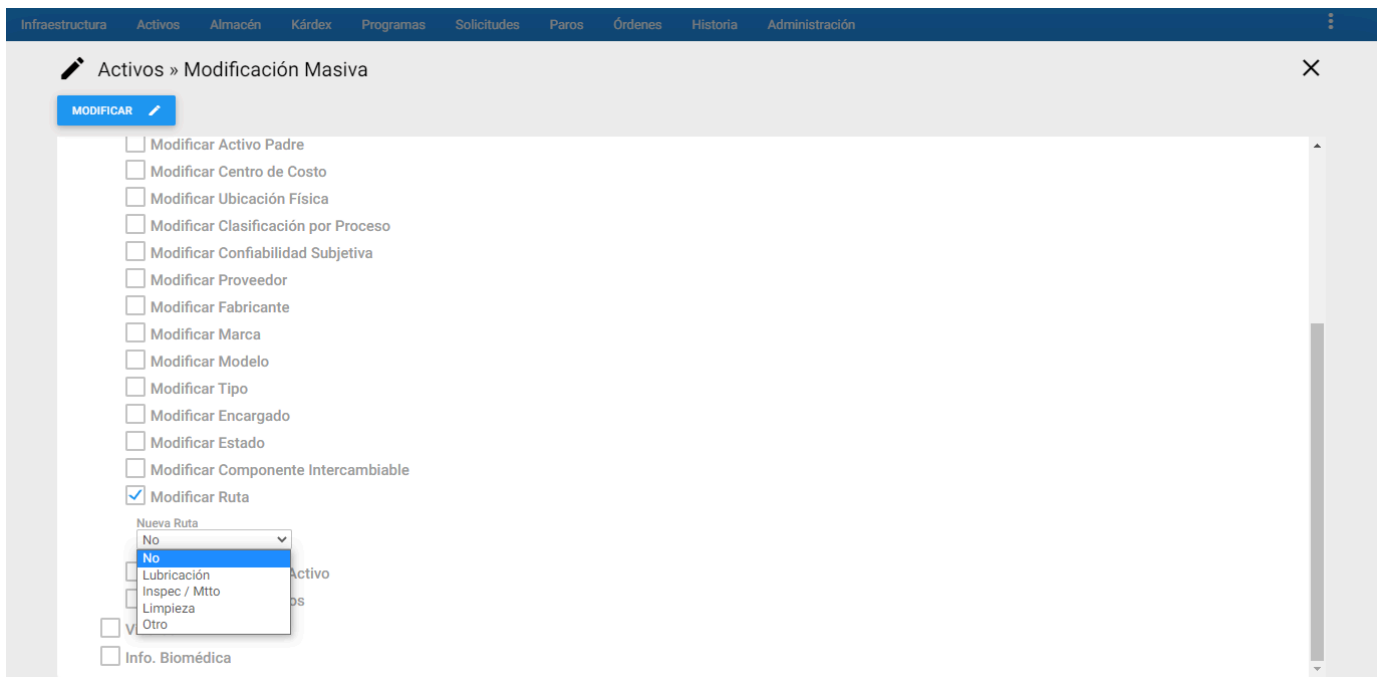 Infraestructura Activos Almacén Kárdex Programas Solicitudes Paros Órdenes Historia Administración
Activos » Modificación Masiva
MODIFICAR
Modificar Activo Padre
Modificar Centro de Costo
Modificar Ubicación Física
Modificar Clasificación por Proceso
Modificar Confiabilidad Subjetiva
Modificar Proveedor
Modificar Fabricante
Modificar Marca
Modificar Modelo
Modificar Tipo
Modificar Encargado
Modificar Estado
Modificar Componente Intercambiable
Modificar Ruta
Nueva Ruta
No
No
Lubricación
Activo
Inspec / Mtto
Limpieza
Otro
Info. Biomédica